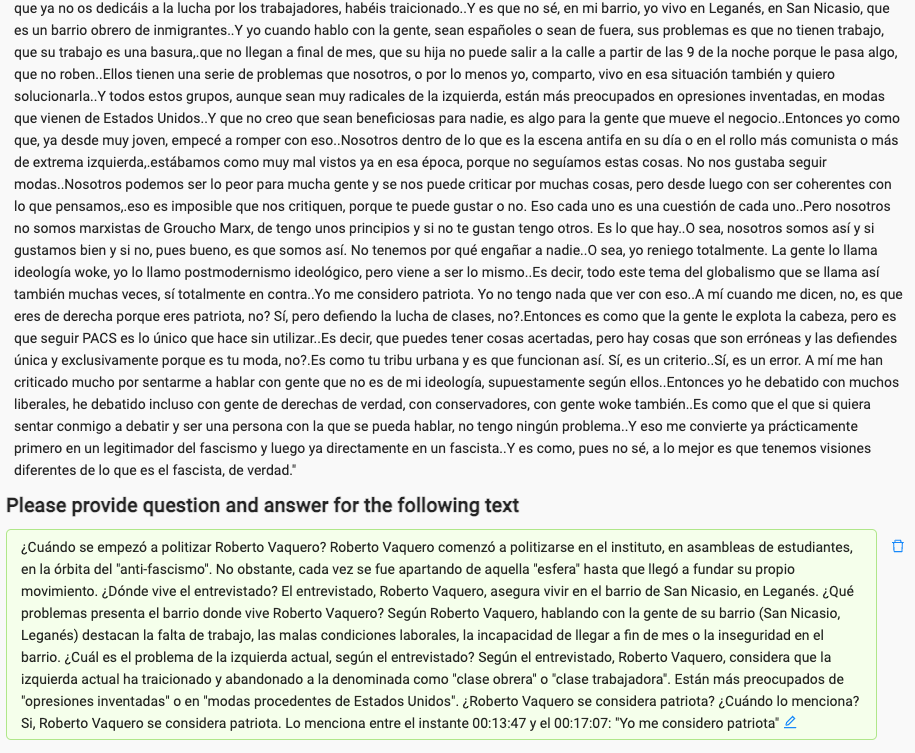 que ya no os dedicáis a la lucha por los trabajadores, habéis traicionado..Y es que no sé, en mi barrio, yo vivo en Leganés, en San Nicasio, que
es un barrio obrero de inmigrantes..Y yo cuando hablo con la gente, sean españoles o sean de fuera, sus problemas es que no tienen trabajo,
que su trabajo es una basura,.que no llegan a final de mes, que su hija no puede salir a la calle a partir de las 9 de la noche porque le pasa algo,
que no roben..Ellos tienen una serie de problemas que nosotros, o por lo menos yo, comparto, vivo en esa situación también y quiero
solucionarla..Y todos estos grupos, aunque sean muy radicales de la izquierda, están más preocupados en opresiones inventadas, en modas
que vienen de Estados Unidos..Y que no creo que sean beneficiosas para nadie, es algo para la gente que mueve el negocio..Entonces yo como
que, ya desde muy joven, empecé a romper con eso..Nosotros dentro de lo que es la escena antifa en su día o en el rollo más comunista o más
de extrema izquierda,.estábamos como muy mal vistos ya en esa época, porque no seguíamos estas cosas. No nos gustaba seguir
modas..Nosotros podemos ser lo peor para mucha gente y se nos puede criticar por muchas cosas, pero desde luego con ser coherentes con
lo que pensamos,.eso es imposible que nos critiquen, porque te puede gustar o no. Eso cada uno es una cuestión de cada uno..Pero nosotros
no somos marxistas de Groucho Marx, de tengo unos principios y si no te gustan tengo otros. Es lo que hay..O sea, nosotros somos así y si
gustamos bien y si no, pues bueno, es que somos así. No tenemos por qué engañar a nadie..O sea, yo reniego totalmente. La gente lo llama
ideología woke, yo lo llamo postmodernismo ideológico, pero viene a ser lo mismo..Es decir, todo este tema del globalismo que se llama así
también muchas veces, sí totalmente en contra..Yo me considero patriota. Yo no tengo nada que ver con eso..A mí cuando me dicen, no, es que
eres de derecha porque eres patriota, no? Sí, pero defiendo la lucha de clases, no?.Entonces es como que la gente le explota la cabeza, pero es
que seguir PACS es lo único que hace sin utilizar..Es decir, que puedes tener cosas acertadas, pero hay cosas que son erróneas y las defiendes
única y exclusivamente porque es tu moda, no?.Es como tu tribu urbana y es que funcionan así. Sí, es un criterio..Sí, es un error. A mí me han
criticado mucho por sentarme a hablar con gente que no es de mi ideología, supuestamente según ellos..Entonces yo he debatido con muchos
liberales, he debatido incluso con gente de derechas de verdad, con conservadores, con gente woke también..Es como que el que si quiera
sentar conmigo a debatir y ser una persona con la que se pueda hablar, no tengo ningún problema..Y eso me convierte ya prácticamente
primero en un legitimador del fascismo y luego ya directamente en un fascista..Y es como, pues no sé, a lo mejor es que tenemos visiones
diferentes de lo que es el fascista, de verdad."
Please provide question and answer for the following text
¿Cuándo se empezó a politizar Roberto Vaquero? Roberto Vaquero comenzó a politizarse en el instituto, en asambleas de estudiantes,
en la órbita del "anti-fascismo". No obstante, cada vez se fue apartando de aquella "esfera" hasta que llegó a fundar su propio
movimiento. ¿Dónde vive el entrevistado? El entrevistado, Roberto Vaquero, asegura vivir en el barrio de San Nicasio, en Leganés. ¿Qué
problemas presenta el barrio donde vive Roberto Vaquero? Según Roberto Vaquero, hablando con la gente de su barrio (San Nicasio,
Leganés) destacan la falta de trabajo, las malas condiciones laborales, la incapacidad de llegar a fin de mes o la inseguridad en el
barrio. ¿Cuál es el problema de la izquierda actual, según el entrevistado? Según el entrevistado, Roberto Vaquero, considera que la
izquierda actual ha traicionado y abandonado a la denominada como "clase obrera" o "clase trabajadora". Están más preocupados de
"opresiones inventadas" o en "modas procedentes de Estados Unidos". ¿Roberto Vaquero se considera patriota? ¿Cuándo lo menciona?
Si, Roberto Vaquero se considera patriota. Lo menciona entre el instante 00:13:47 y el 00:17:07: "Yo me considero patriota"